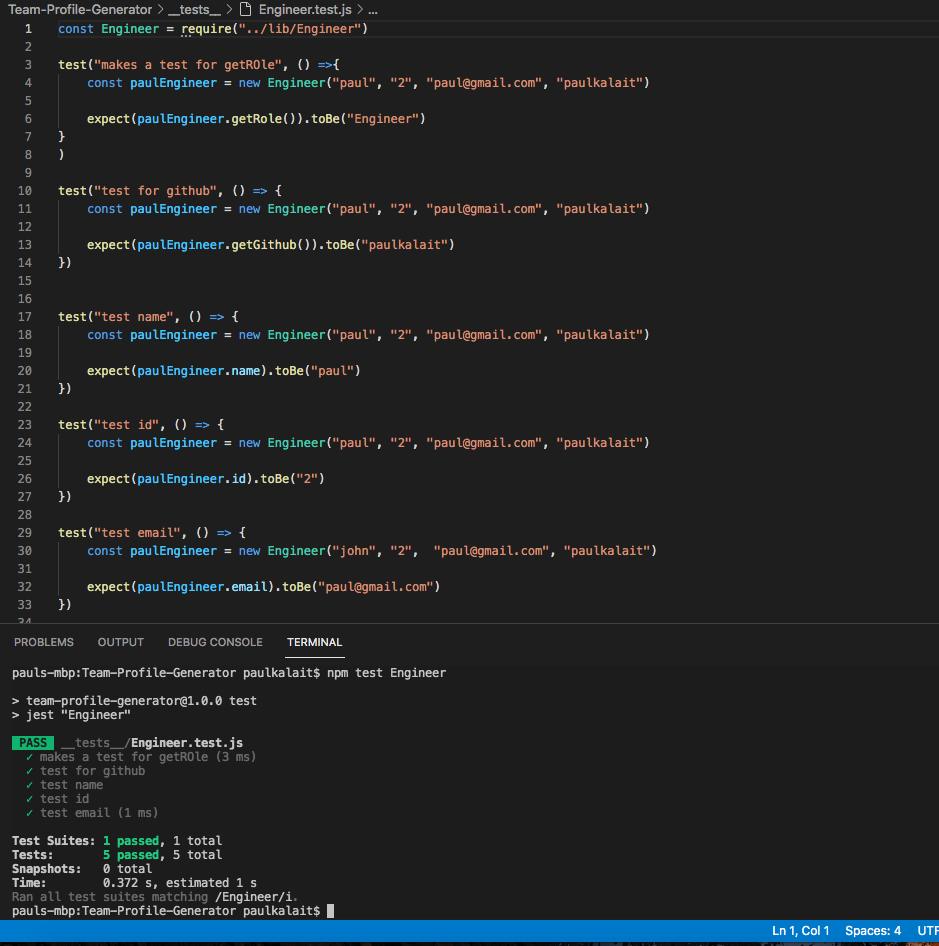 Team-Profile-Generator > __tests__ > Engineer.test.js > ...
1 const Engineer = require("../lib/Engineer")
2
3 test("makes a test for getROle", () =>{
4 const paulEngineer = new Engineer("paul", "2", "paul@gmail.com", "paulkalait")
5
6 expect(paulEngineer.getRole()).toBe("Engineer")
7 }
8 )
9
10 test("test for github", () => {
11 const paulEngineer = new Engineer("paul", "2", "paul@gmail.com", "paulkalait")
12
13 expect(paulEngineer.getGithub()).toBe("paulkalait")
14 })
15
16
17 test("test name", () => {
18 const paulEngineer = new Engineer("paul", "2", "paul@gmail.com", "paulkalait")
19
20 expect(paulEngineer.name).toBe("paul")
21 })
22
23 test("test id", () => {
24 const paulEngineer = new Engineer("paul", "2", "paul@gmail.com", "paulkalait")
25
26 expect(paulEngineer.id).toBe("2")
27 })
28
29 test("test email", () => {
30 const paulEngineer = new Engineer("john", "2",  "paul@gmail.com", "paulkalait")
31
32 expect(paulEngineer.email).toBe("paul@gmail.com")
33 })
34
PROBLEMS OUTPUT DEBUG CONSOLE TERMINAL
pauls-mbp:Team-Profile-Generator paulkalait$ npm test Engineer
> team-profile-generator@1.0.0 test
> jest "Engineer"
PASS __tests__/Engineer.test.js
✓ makes a test for getROle (3 ms)
✓ test for github
✓ test name
✓ test id
✓ test email (1 ms)
Test Suites: 1 passed, 1 total
Tests: 5 passed, 5 total
Snapshots: 0 total
Time: 0.372 s, estimated 1 s
Ran all test suites matching /Engineer/i.
pauls-mbp:Team-Profile-Generator paulkalait$
Ln 1, Col 1 Spaces: 4 UTF